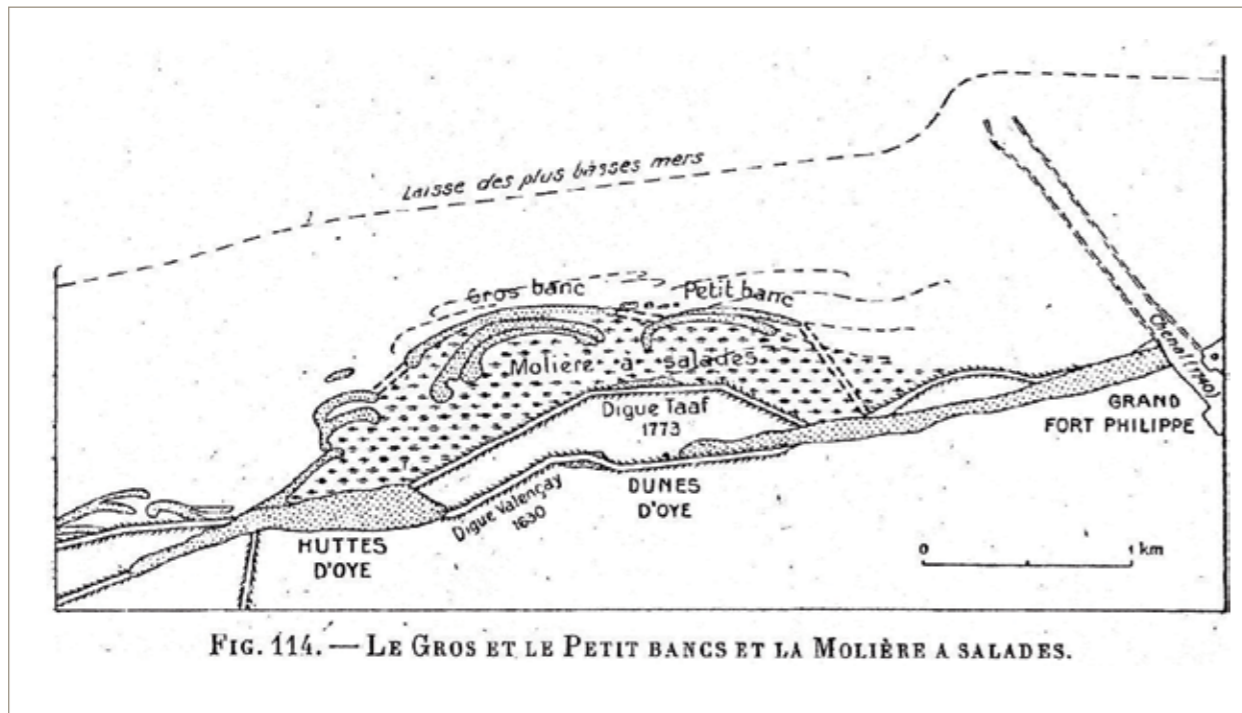 Laisse des plus bàsses mers
Gros banc
Petit banc
Molière à salades
Chenal (1740)
Digue Taaf
1773
GRAND
FORT PHILIPPE
DUNES
D'OYE
Digue Valençay
1630
HUTTES
D'OYE
0 1 km
FIG. 114. — LE GROS ET LE PETIT BANCS ET LA MOLIÈRE A SALADES.